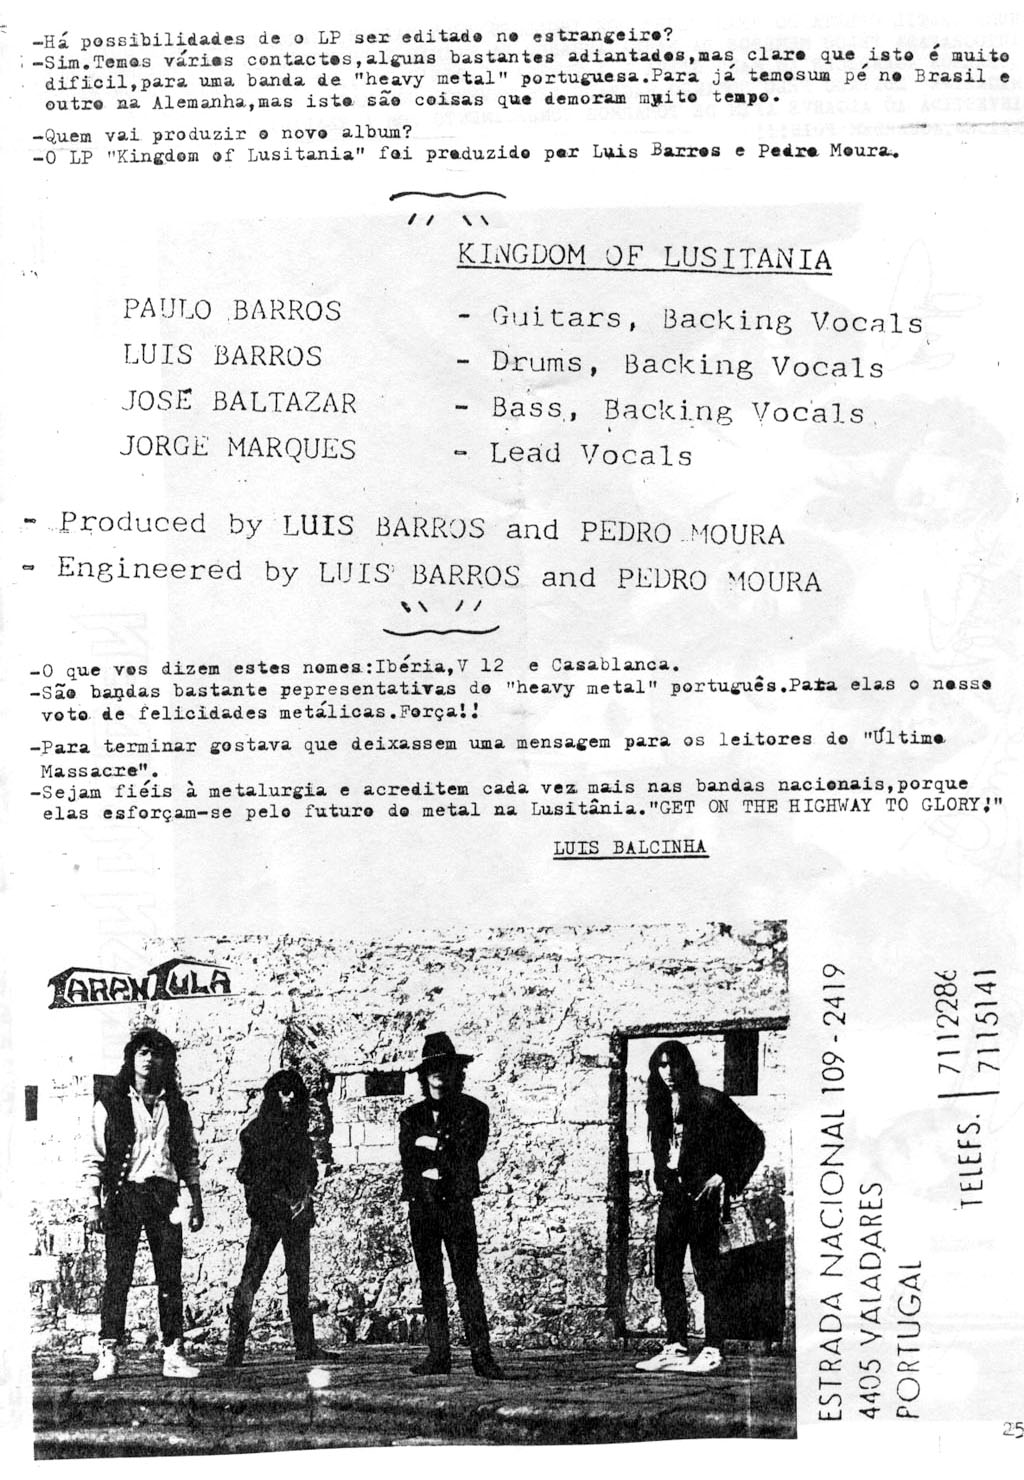 -Há possibilidades de o LP ser editado no estrangeiro?
-Sim.Temos vários contactos,alguns bastantes adiantados,mas claro que isto é muito
dificil,para uma banda de "heavy metal" portuguesa.Para já temosum pé no Brasil e
outro na Alemanha,mas isto são coisas que demoram muito tempo.
-Quem vai produzir o novo album?
-O LP "Kingdom of Lusitania" foi produzido por Luis Barros e Pedro Moura.
KINGDOM OF LUSITANIA
PAULO BARROS - Guitars, Backing Vocals
LUIS BARROS - Drums, Backing Vocals
JOSÉ BALTAZAR - Bass, Backing Vocals
JORGE MARQUES - Lead Vocals
- Produced by LUIS BARROS and PEDRO MOURA
- Engineered by LUIS BARROS and PEDRO MOURA
-O que vos dizem estes nomes:Ibéria,V 12 e Casablanca.
-São bandas bastante pepresentativas do "heavy metal" português.Para elas o nosso
voto de felicidades metálicas.Força!!
-Para terminar gostava que deixassem uma mensagem para os leitores do "Último
Massacre".
-Sejam fiéis à metalurgia e acreditem cada vez mais nas bandas nacionais,porque
elas esforçam-se pelo futuro do metal na Lusitânia."GET ON THE HIGHWAY TO GLORY!"
LUIS BALCINHA
TARANTULA
ESTRADA NACIONAL 109-2419
4405 VALADARES
PORTUGAL
TELEFS. 7112286
7115141
25